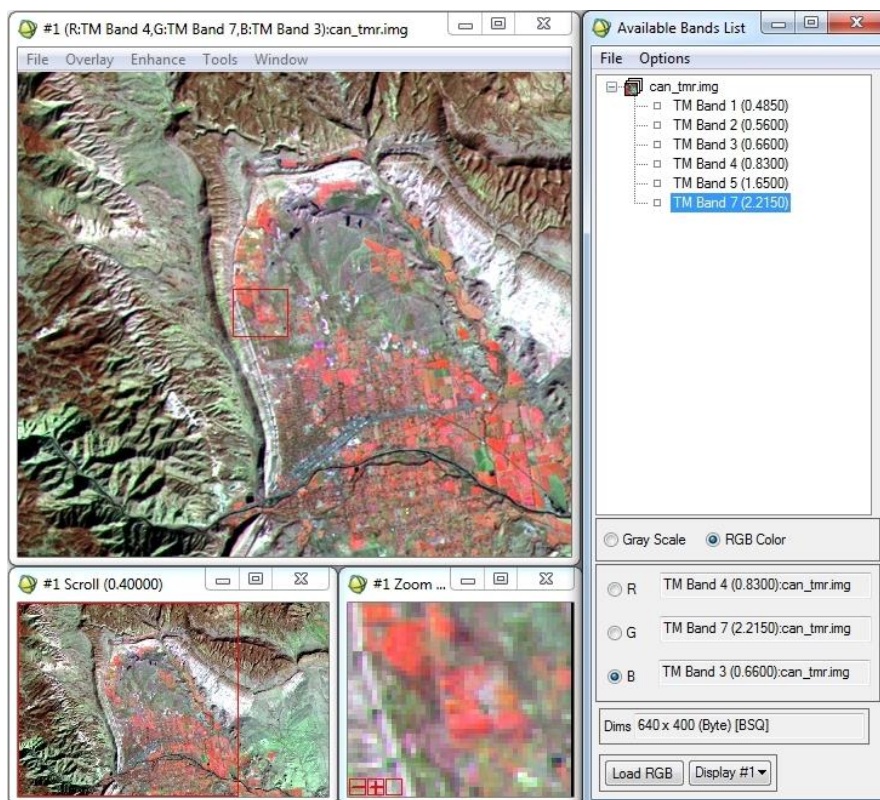 #1 (R:TM Band 4,G:TM Band 7,B:TM Band 3):can_tmr.img
File Overlay Enhance Tools Window
#1 Scroll (0.40000)
#1 Zoom ...
Available Bands List
File Options
can_tmr.img
TM Band 1 (0.4850)
TM Band 2 (0.5600)
TM Band 3 (0.6600)
TM Band 4 (0.8300)
TM Band 5 (1.6500)
TM Band 7 (2.2150)
Gray Scale RGB Color
R TM Band 4 (0.8300):can_tmr.img
G TM Band 7 (2.2150):can_tmr.img
B TM Band 3 (0.6600):can_tmr.img
Dims 640 x 400 (Byte) [BSQ]
Load RGB Display #1